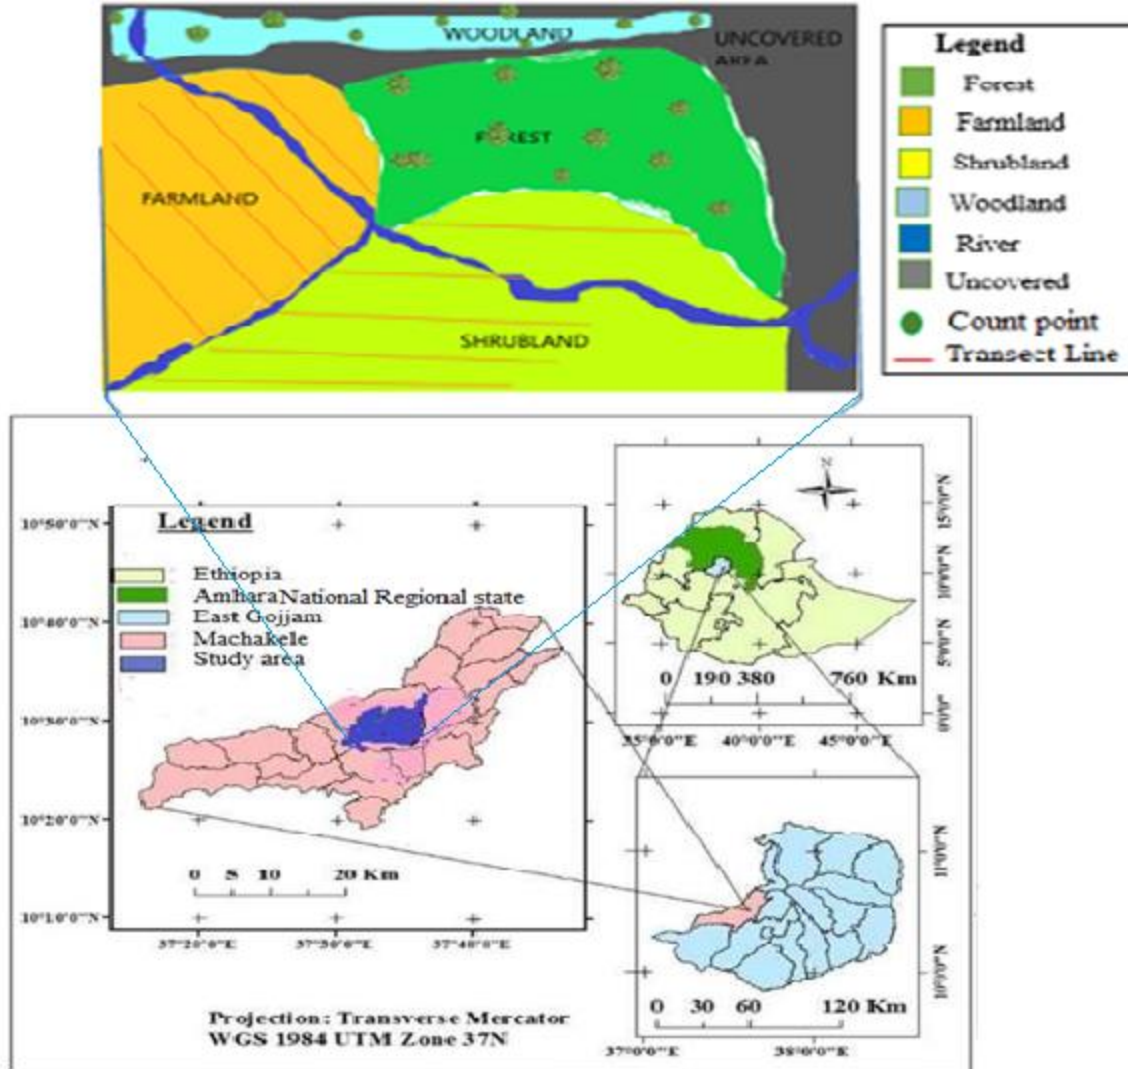 WOODLAND
UNCOVERED
AREA
FOREST
FARMLAND
SHRUBLAND
Legend
Forest
Farmland
Shrubland
Woodland
River
Uncovered
Count point
Transect Line
Legend
Ethiopia
Amhara National Regional state
East Gojjam
Machakele
Study area
10°50'0"N
10°40'0"N
10°30'0"N
10°20'0"N
10°10'0"N
37°20'0"E 37°30'0"E 37°40'0"E
0 5 10 20 Km
N
15°0'0"N
10°0'0"N
5°0'0"N
0°0'0"
0 190 380 760 Km
35°0'0"E 40°0'0"E 45°0'0"E
11°0'0"N
10°0'0"N
0 30 60 120 Km
37°0'0"E 38°0'0"E
Projection: Transverse Mercator
WGS 1984 UTM Zone 37N